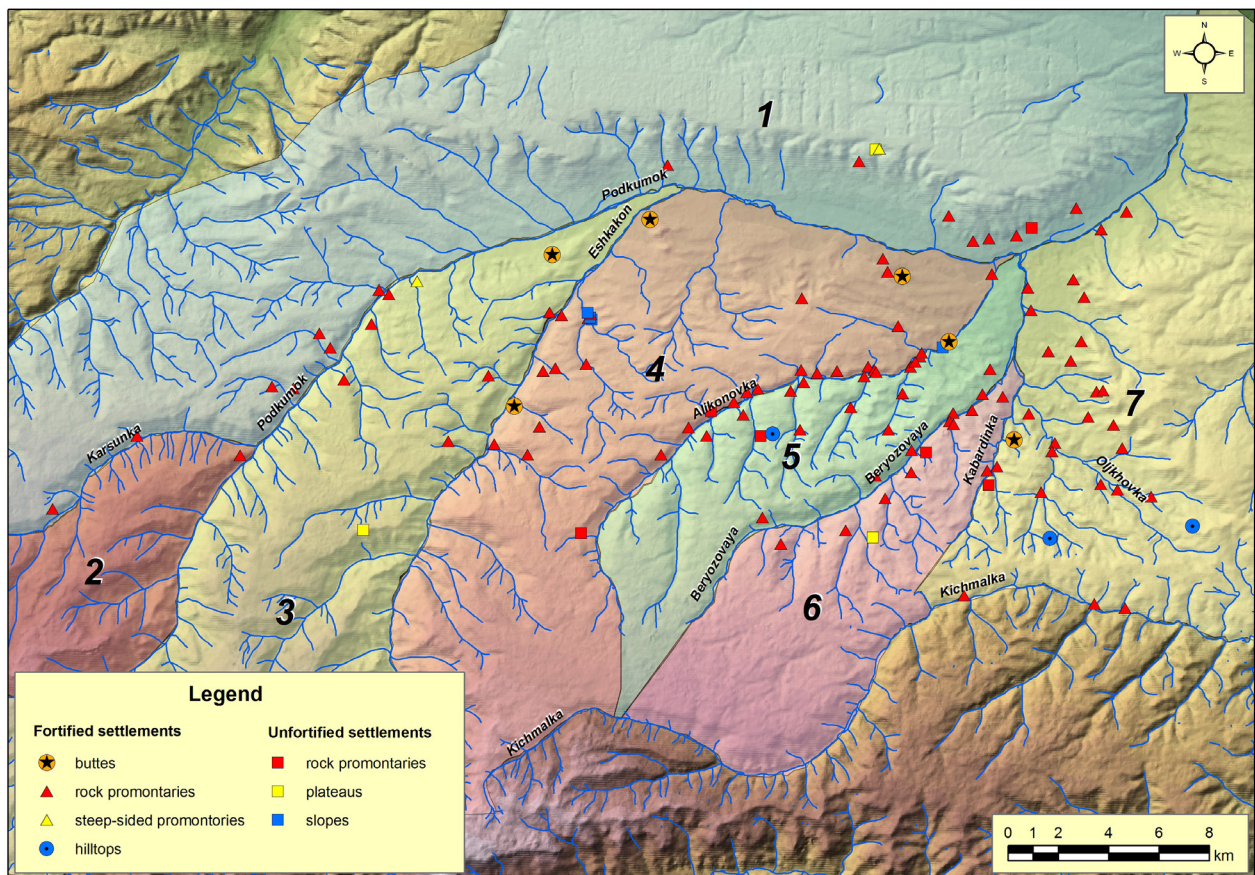 N
W E
S
1
Podkumok
Eshkakon
4
Alikonovka
7
Podkumok
Karsunka
5
Beryozovaya
Kabardinka
Oljkhovka
2
3
Beryozovaya
6
Kichmalka
Kichmalka
Legend
Fortified settlements
buttes
rock promontaries
steep-sided promontories
hilltops
Unfortified settlements
rock promontaries
plateaus
slopes
0 1 2 4 6 8
km